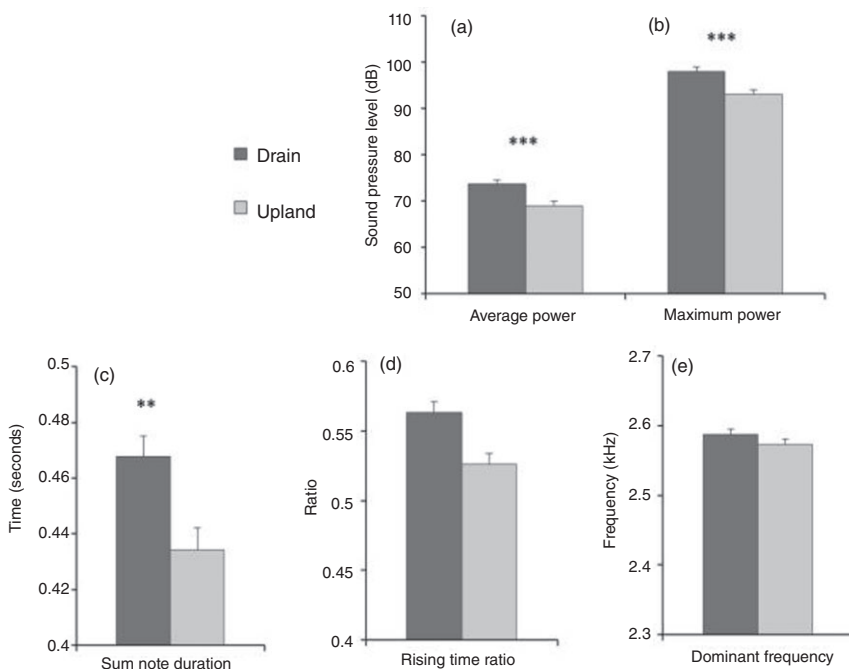 Drain
Upland
Sound pressure level (dB)
110
100
90
80
70
60
50
(a)
***
(b)
***
Average power
Maximum power
Time (seconds)
0.5
0.48
0.46
0.44
0.42
0.4
(c)
**
Sum note duration
Ratio
0.6
0.55
0.5
0.45
0.4
(d)
Rising time ratio
Frequency (kHz)
2.7
2.6
2.5
2.4
2.3
(e)
Dominant frequency